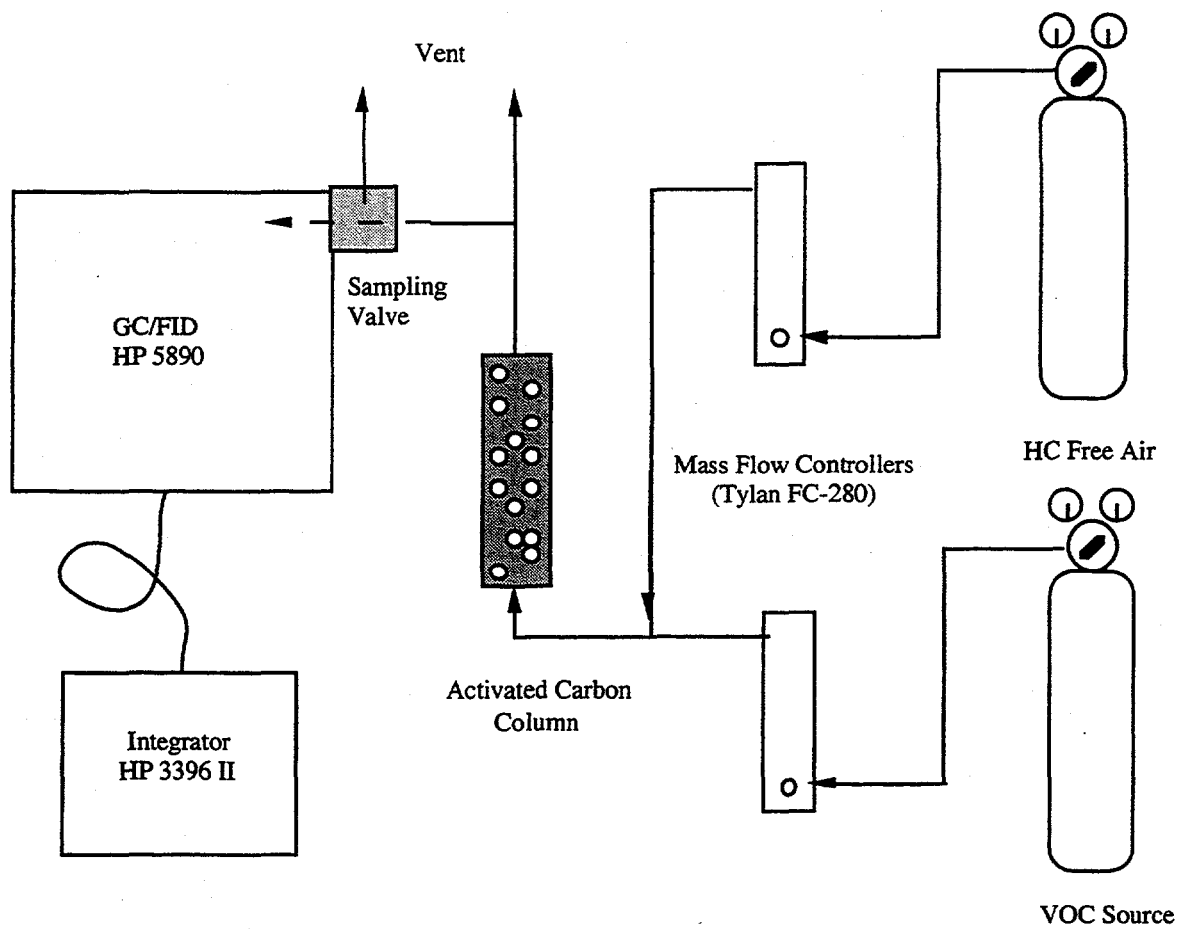 Vent
Sampling
Valve
GC/FID
HP 5890
HC Free Air
Mass Flow Controllers
(Tylan FC-280)
Activated Carbon
Column
Integrator
HP 3396 II
VOC Source